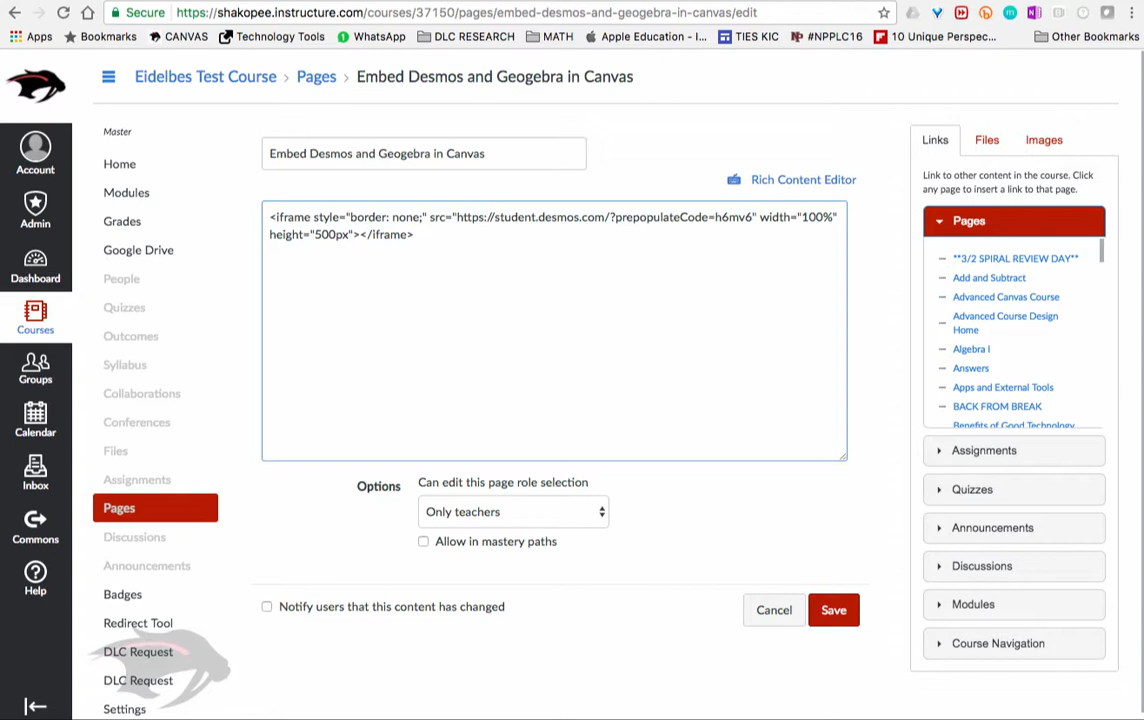 Secure https://shakopee.instructure.com/courses/37150/pages/embed-desmos-and-geogebra-in-canvas/edit
Apps Bookmarks CANVAS Technology Tools WhatsApp DLC RESEARCH MATH Apple Education - I... TIES KIC #NPPLC16 10 Unique Perspec... Other Bookmarks
Eidelbes Test Course › Pages › Embed Desmos and Geogebra in Canvas
Account
Admin
Dashboard
Courses
Groups
Calendar
Inbox
Commons
Help
Master
Home
Modules
Grades
Google Drive
People
Quizzes
Outcomes
Syllabus
Collaborations
Conferences
Files
Assignments
Pages
Discussions
Announcements
Badges
Redirect Tool
DLC Request
DLC Request
Settings
Embed Desmos and Geogebra in Canvas
Rich Content Editor
<iframe style="border: none;" src="https://student.desmos.com/?prepopulateCode=h6mv6" width="100%"
height="500px"></iframe>
Options
Can edit this page role selection
Only teachers
Allow in mastery paths
Notify users that this content has changed
Cancel
Save
Links Files Images
Link to other content in the course. Click
any page to insert a link to that page.
Pages
**3/2 SPIRAL REVIEW DAY**
Add and Subtract
Advanced Canvas Course
Advanced Course Design
Home
Algebra I
Answers
Apps and External Tools
BACK FROM BREAK
Benefits of Good Technology
Assignments
Quizzes
Announcements
Discussions
Modules
Course Navigation